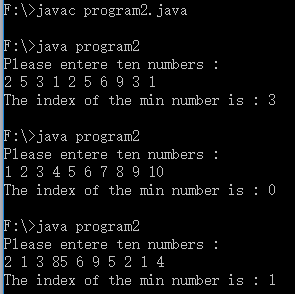 F:\>javac program2.java
F:\>java program2
Please entere ten numbers :
2 5 3 1 2 5 6 9 3 1
The index of the min number is : 3
F:\>java program2
Please entere ten numbers :
1 2 3 4 5 6 7 8 9 10
The index of the min number is : 0
F:\>java program2
Please entere ten numbers :
2 1 3 85 6 9 5 2 1 4
The index of the min number is : 1